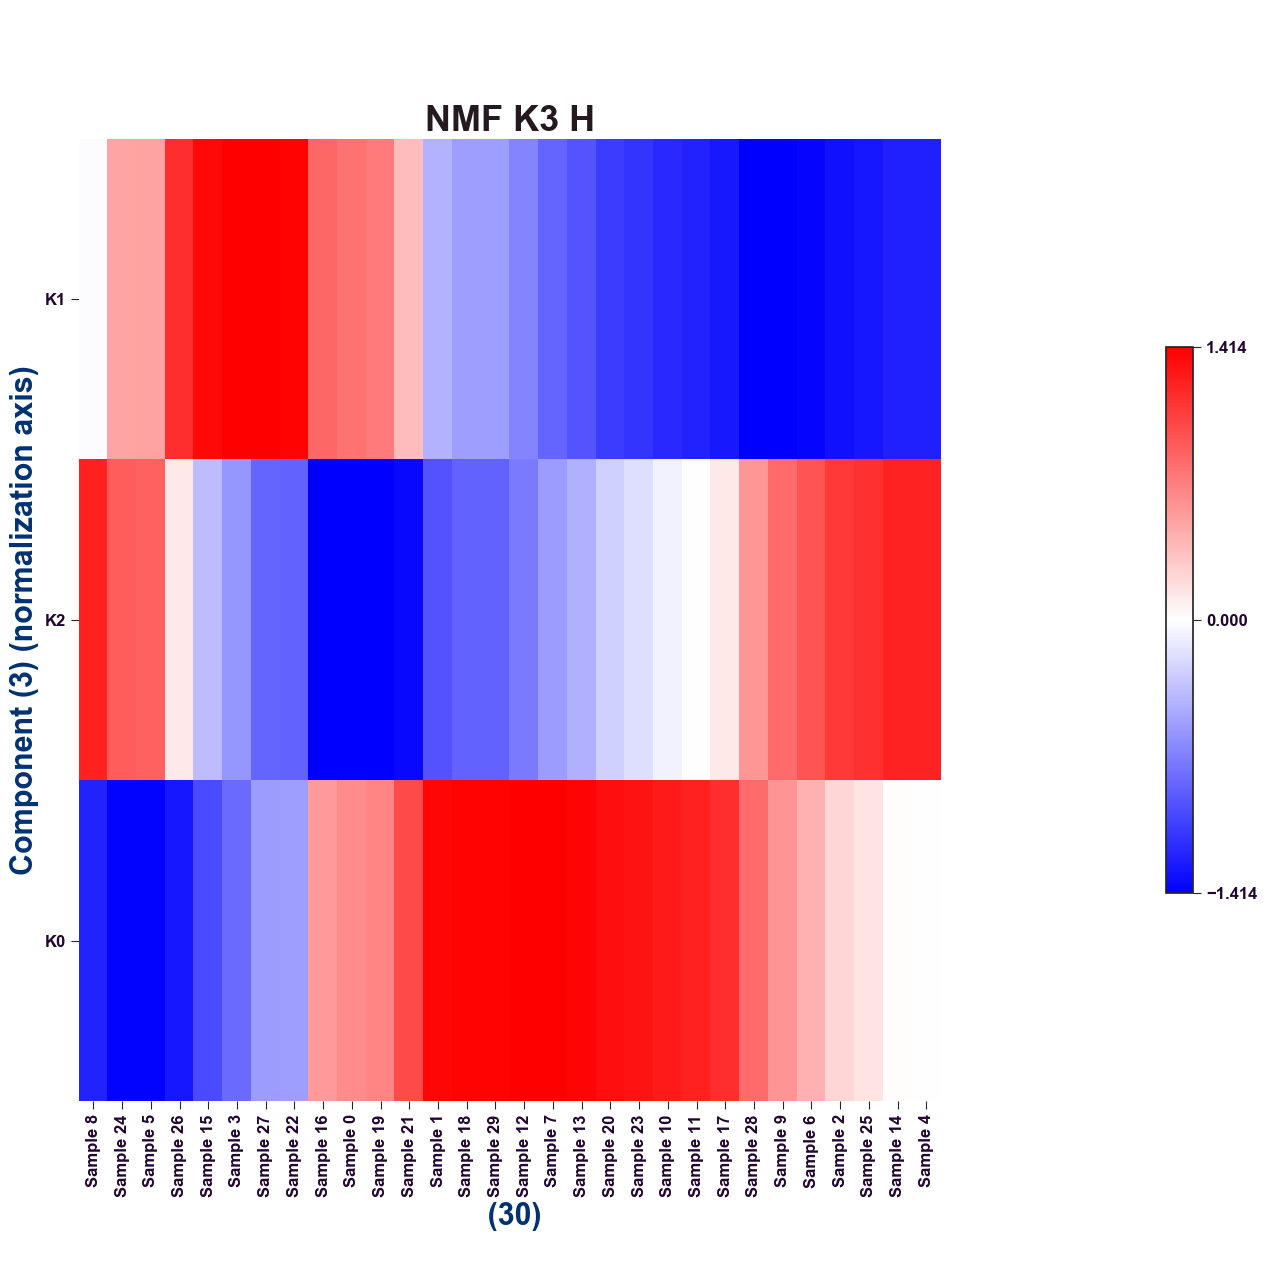 NMF K3 H
Component (3) (normalization axis)
K1
K2
K0
1.414
0.000
−1.414
Sample 8
Sample 24
Sample 5
Sample 26
Sample 15
Sample 3
Sample 27
Sample 22
Sample 16
Sample 0
Sample 19
Sample 21
Sample 1
Sample 18
Sample 29
Sample 12
Sample 7
Sample 13
Sample 20
Sample 23
Sample 10
Sample 11
Sample 17
Sample 28
Sample 9
Sample 6
Sample 2
Sample 25
Sample 14
Sample 4
(30)